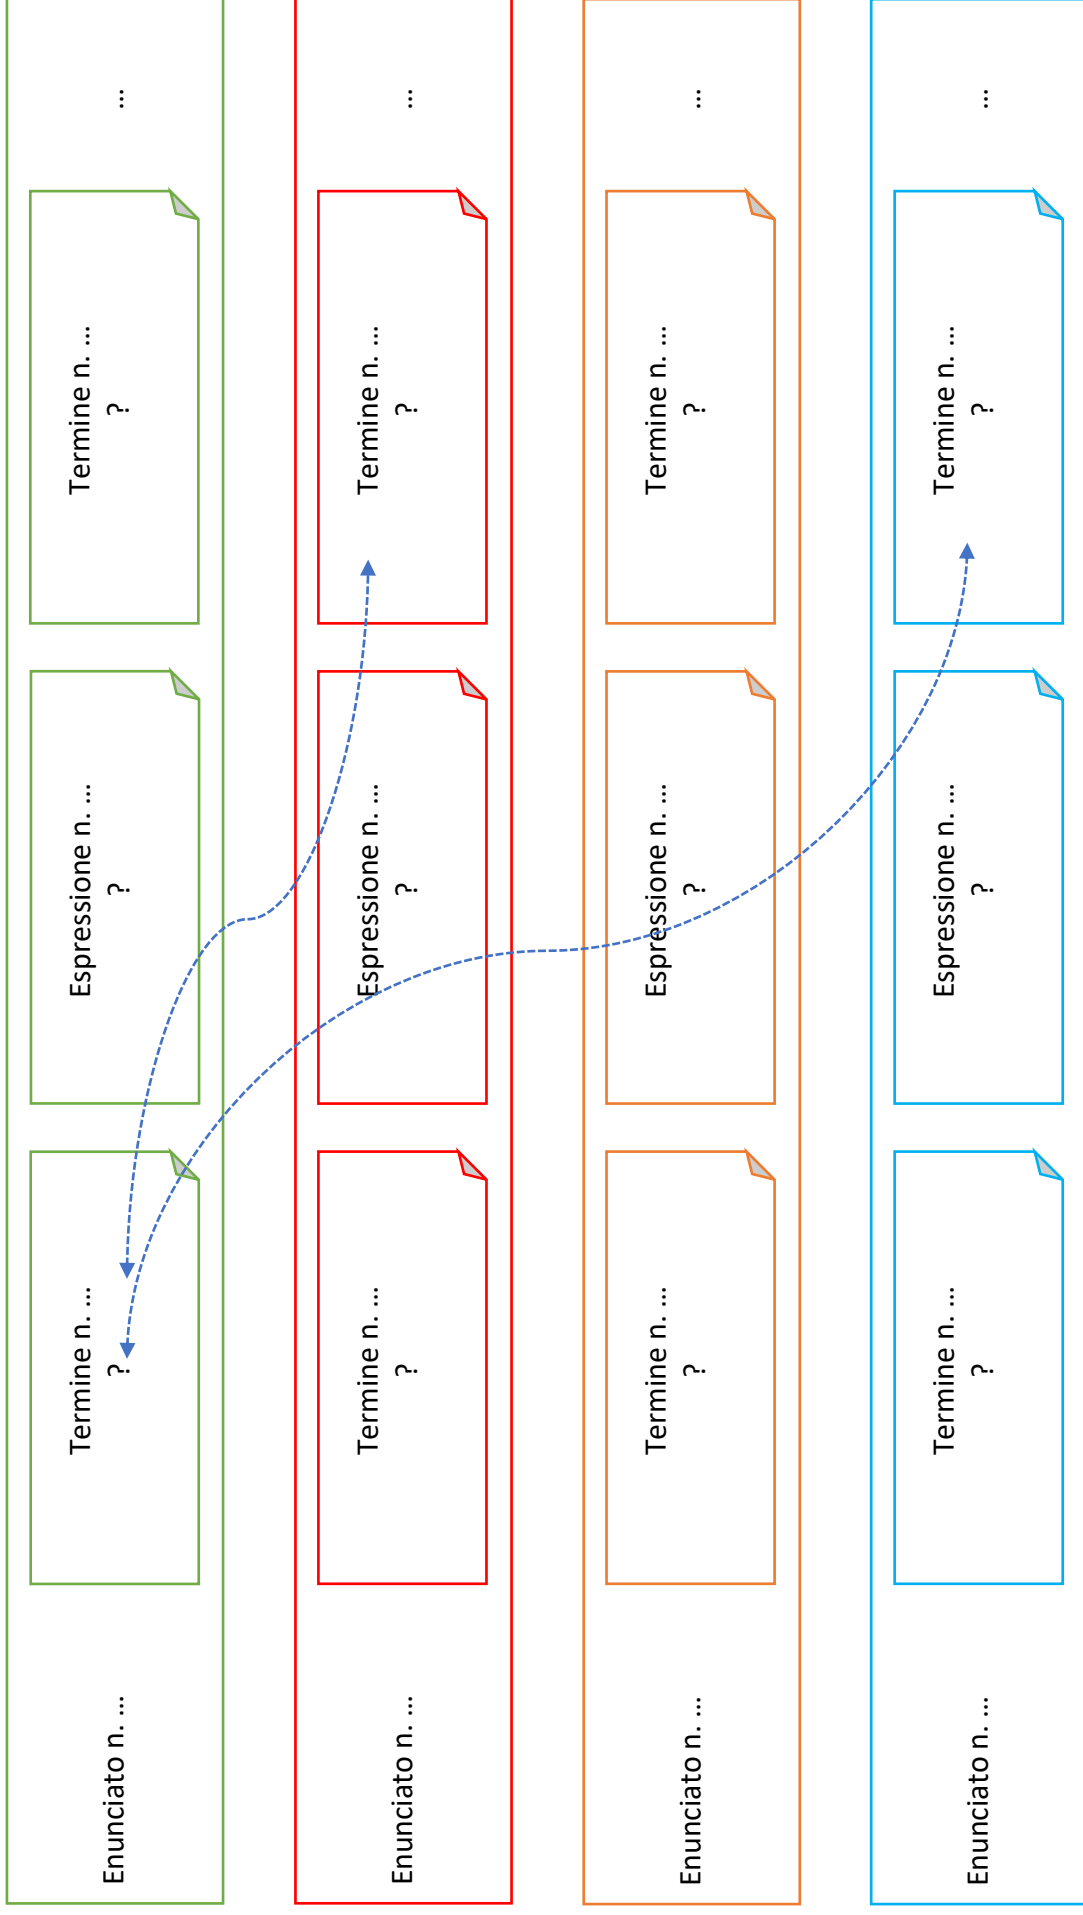 Enunciato n. …
Termine n. …
?
Espressione n. …
?
Termine n. …
?
…
Enunciato n. …
Termine n. …
?
Espressione n. …
?
Termine n. …
?
…
Enunciato n. …
Termine n. …
?
Espressione n. …
?
Termine n. …
?
…
Enunciato n. …
Termine n. …
?
Espressione n. …
?
Termine n. …
?
…